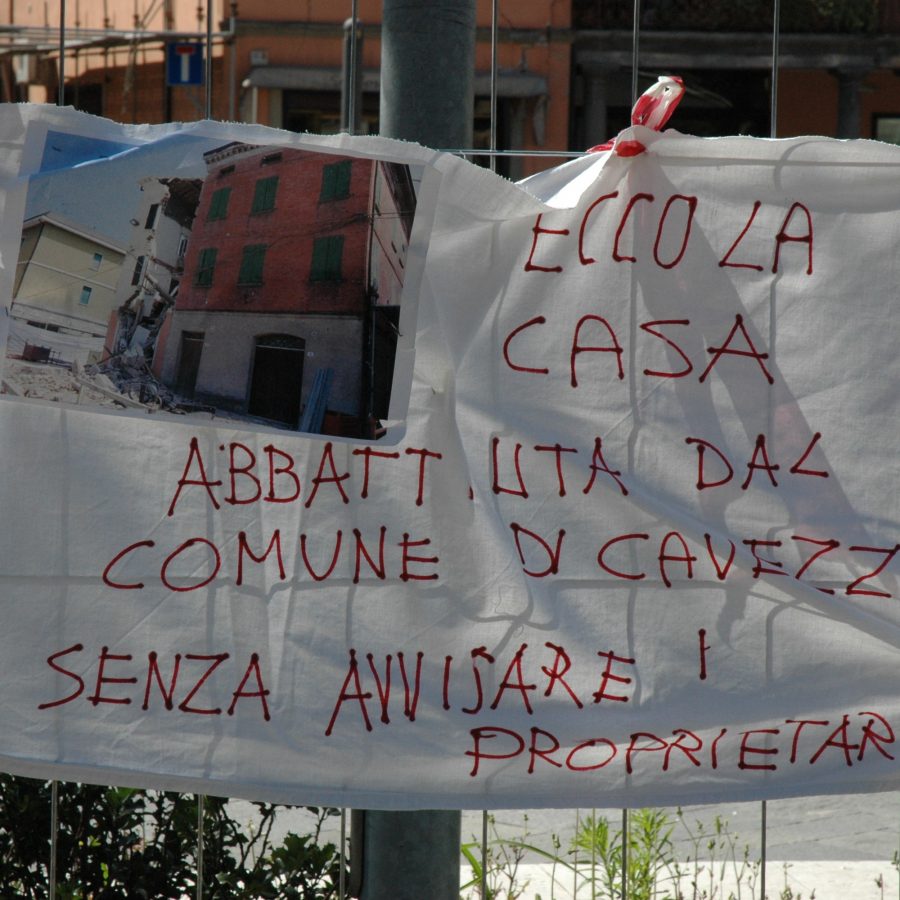 ECCO LA
CASA
ABBATTUTA DAL
COMUNE DI CAVEZZ
SENZA AVVISARE I
PROPRIETAR